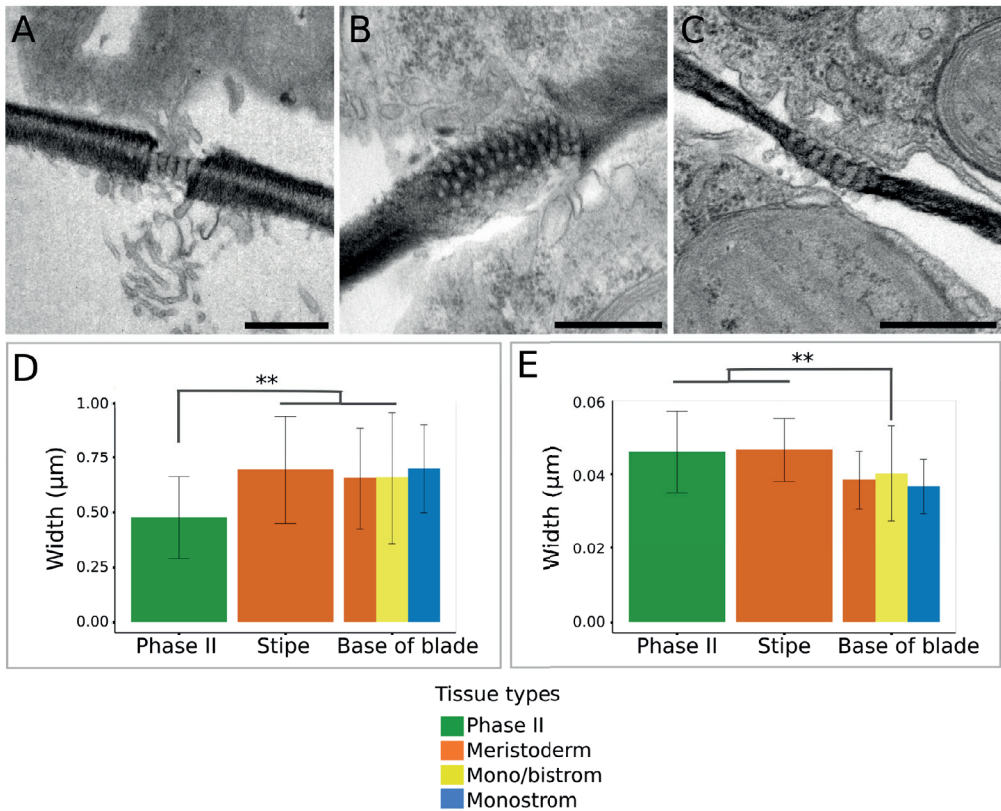 A
B
C
D
**
1.00
0.75
0.50
0.25
0.00
Width (µm)
Phase II Stipe Base of blade
E
**
0.06
0.04
0.02
0.00
Width (µm)
Phase II Stipe Base of blade
Tissue types
Phase II
Meristoderm
Mono/bistrom
Monostrom